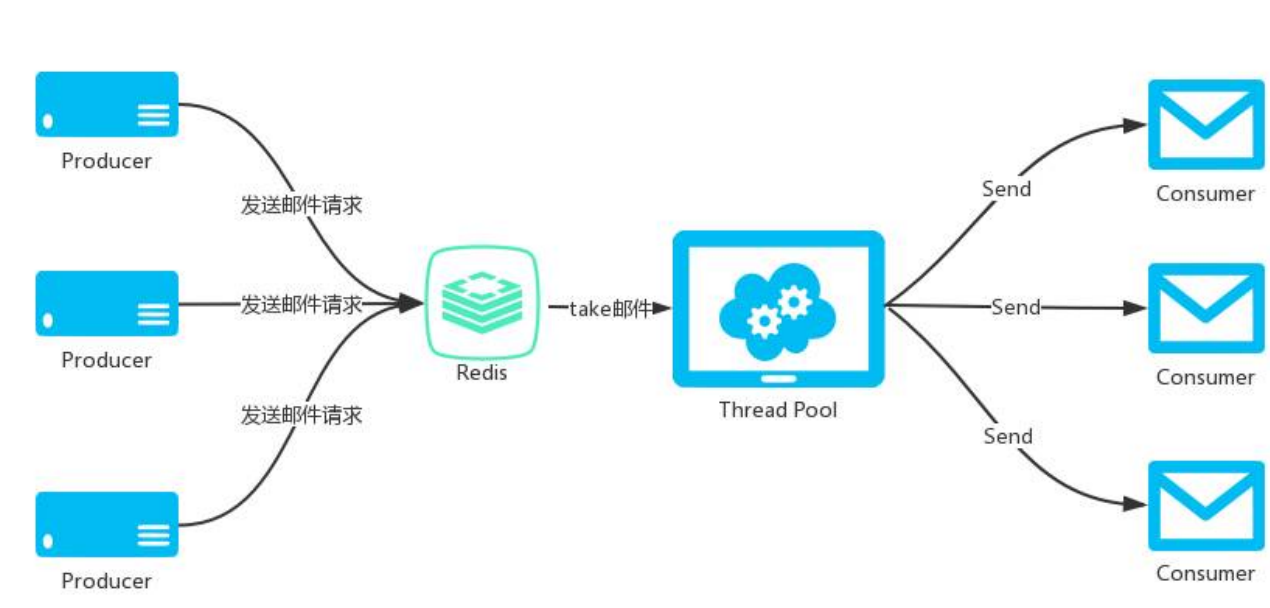 Producer
发送邮件请求
Producer
发送邮件请求
Producer
发送邮件请求
Redis
take邮件
Thread Pool
Send
Send
Send
Consumer
Consumer
Consumer